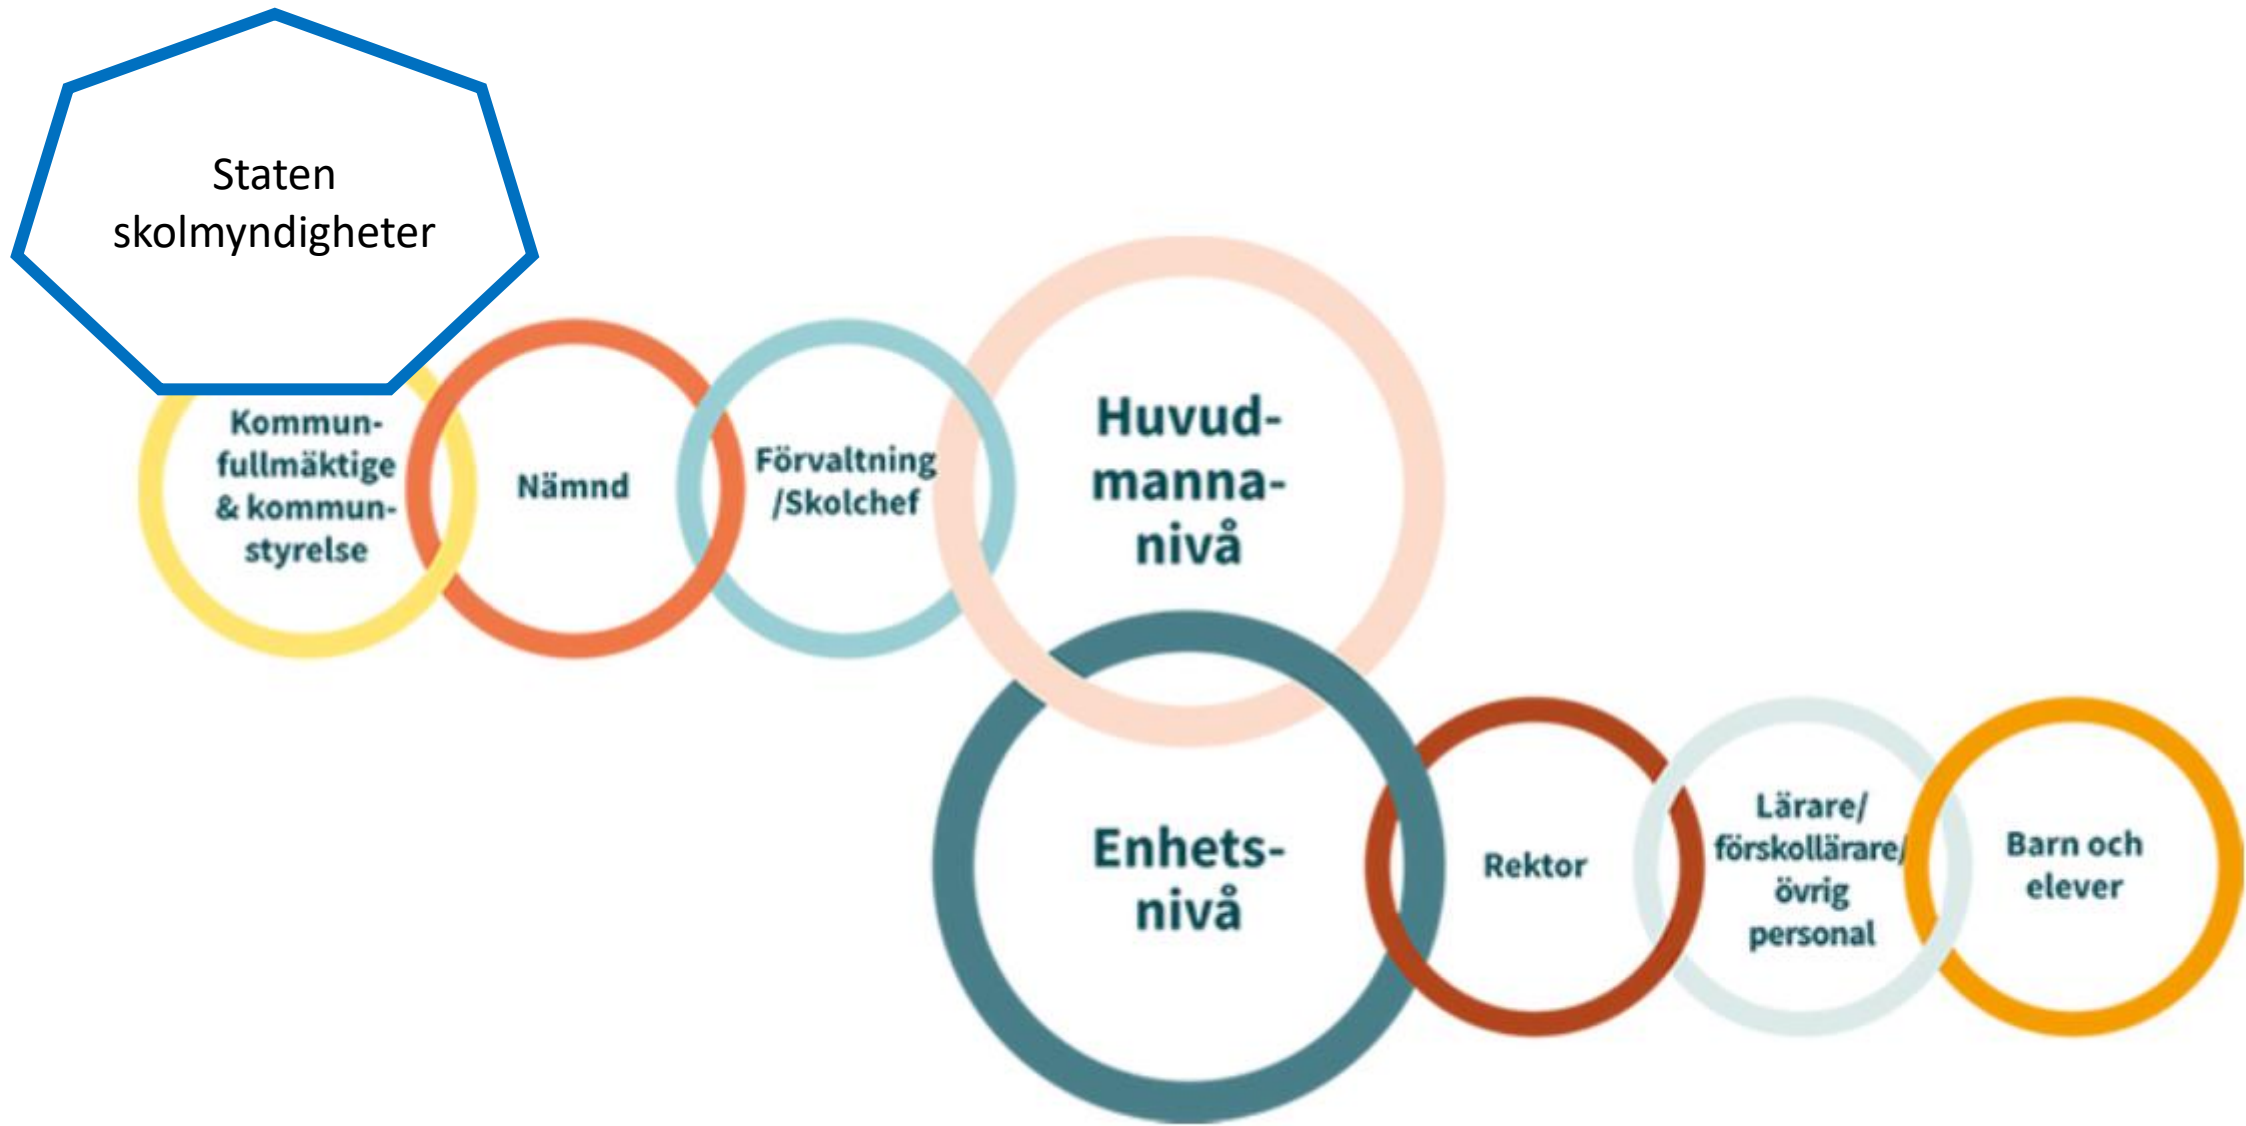 Staten
skolmyndigheter
Kommun-
fullmäktige
& kommun-
styrelse
Nämnd
Förvaltning
/Skolchef
Huvud-
manna-
nivå
Enhets-
nivå
Rektor
Lärare/
förskollärare/
övrig
personal
Barn och
elever